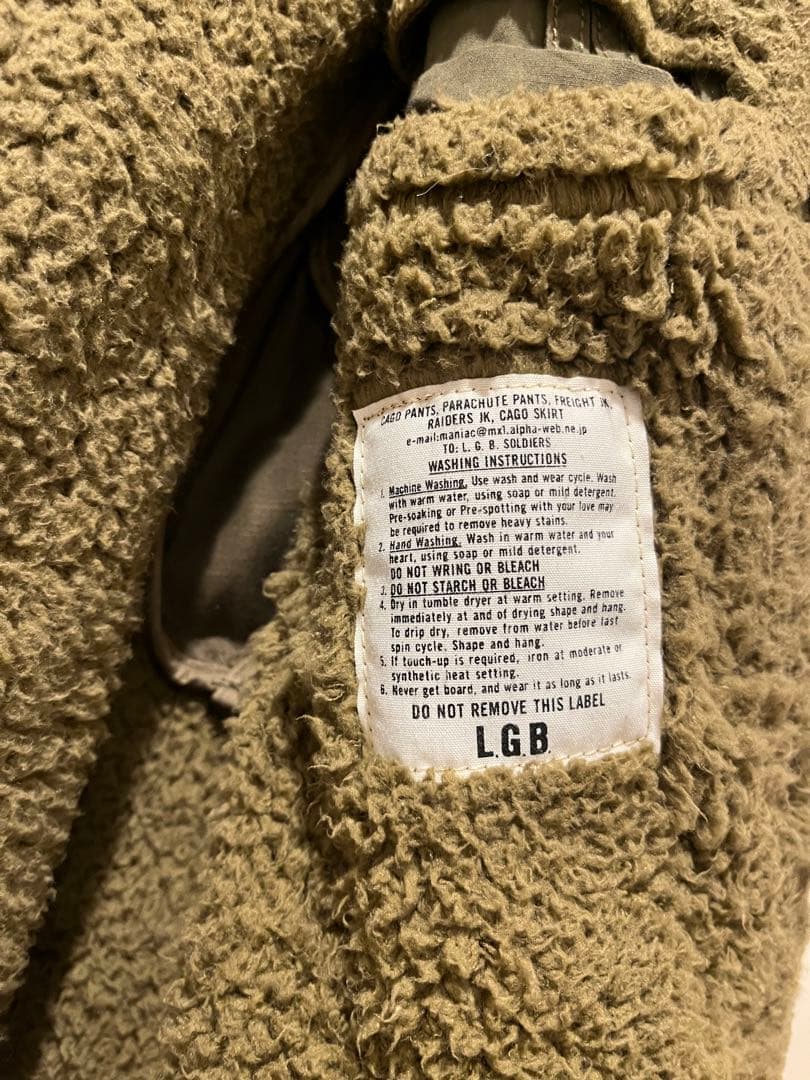 CAGO PANTS, PARACHUTE PANTS, FREIGHT JK,
RAIDERS JK, CAGO SKIRT
e-mail:maniac@mx1.alpha-web.ne.jp
TO: L. G. B. SOLDIERS
WASHING INSTRUCTIONS
1. Machine Washing. Use wash and wear cycle. Wash
with warm water, using soap or mild detergent.
Pre-soaking or Pre-spotting with your love may
be required to remove heavy stains.
2. Hand Washing. Wash in warm water and your
heart, using soap or mild detergent.
DO NOT WRING OR BLEACH
3. DO NOT STARCH OR BLEACH
4. Dry in tumble dryer at warm setting. Remove
immediately at and of drying shape and hang.
To drip dry, remove from water before last
spin cycle. Shape and hang.
5. If touch-up is required, iron at moderate or
synthetic heat setting.
6. Never get board, and wear it as long as it lasts.
DO NOT REMOVE THIS LABEL
L.G.B.